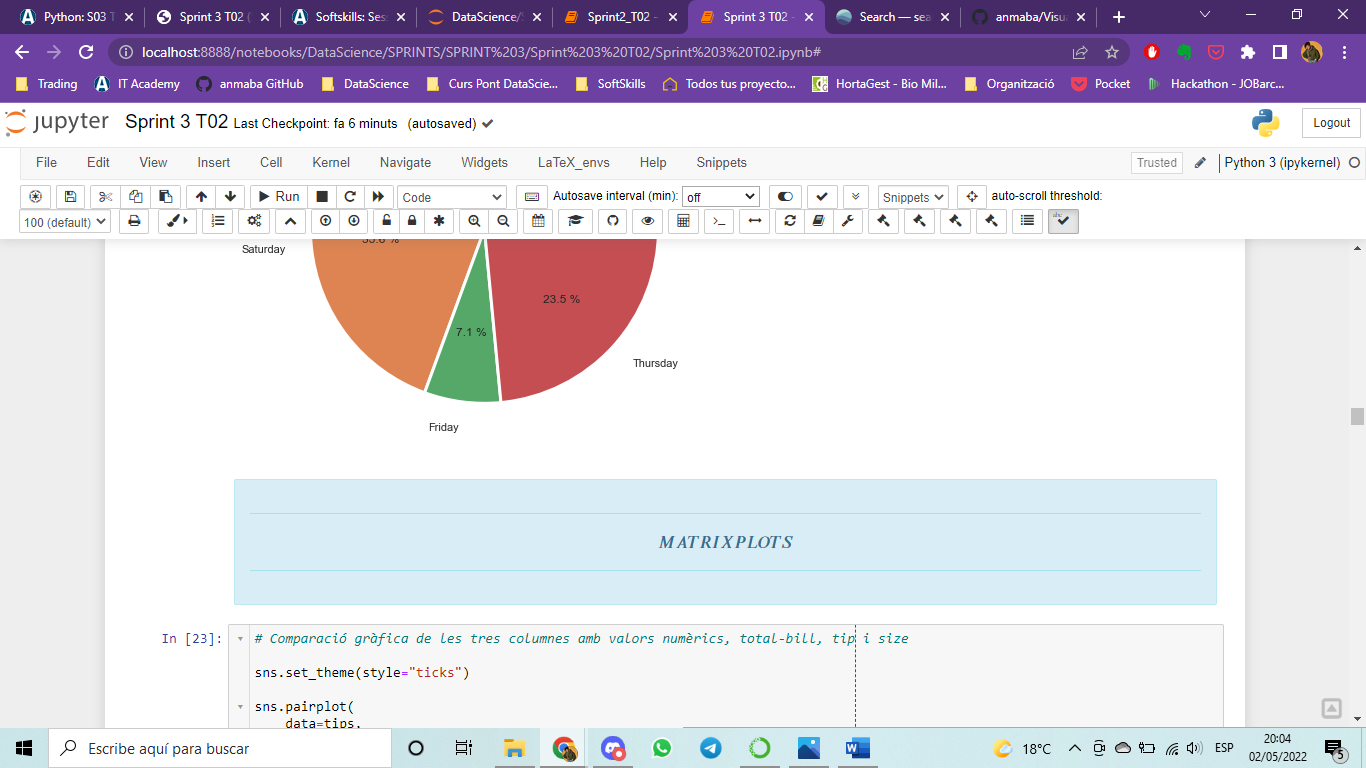 Python: S03 T
Sprint 3 T02 (
Softskills: Ses
DataScience/S
Sprint2_T02 -
Sprint 3 T02 -
Search — sea
anmaba/Visu
localhost:8888/notebooks/DataScience/SPRINTS/SPRINT%203/Sprint%203%20T02/Sprint%203%20T02.ipynb#
Trading
IT Academy
anmaba GitHub
DataScience
Curs Pont DataScie...
SoftSkills
Todos tus proyecto...
HortaGest - Bio Mil...
Organització
Pocket
Hackathon - JOBarc...
jupyter Sprint 3 T02 Last Checkpoint: fa 6 minuts (autosaved)
Logout
File Edit View Insert Cell Kernel Navigate Widgets LaTeX_envs Help Snippets
Trusted
Python 3 (ipykernel)
Run
Code
Autosave interval (min): off
Snippets
auto-scroll threshold:
100 (default)
Saturday
35.6 %
23.5 %
7.1 %
Thursday
Friday
MATRIXPLOTS
In [23]:
# Comparació gràfica de les tres columnes amb valors numèrics, total-bill, tip i size
sns.set_theme(style="ticks")
sns.pairplot(
data=tips,
Escribe aquí para buscar
18°C
ESP
20:04
02/05/2022
5